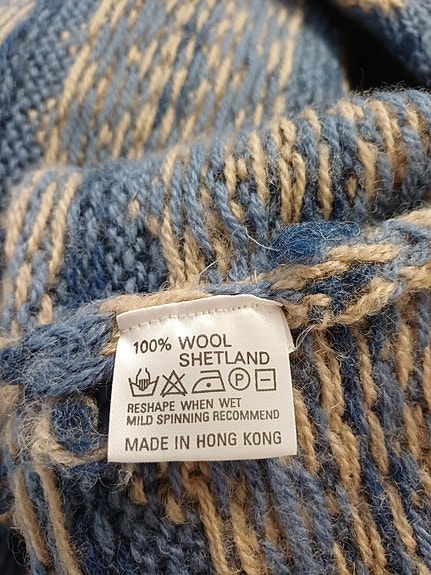 100% WOOL
SHETLAND
P
RESHAPE WHEN WET
MILD SPINNING RECOMMEND
MADE IN HONG KONG